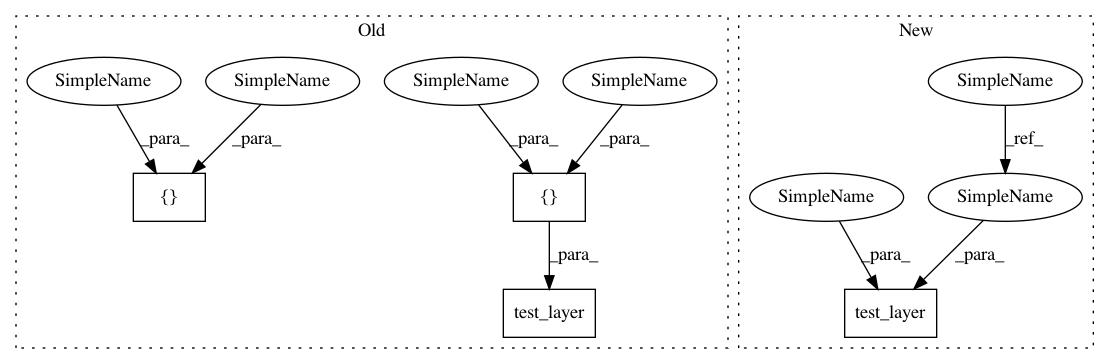 Old
New
SimpleName SimpleName SimpleName SimpleName SimpleName
_para_ _para_ _para_ _para_ _ref_
{} {} SimpleName SimpleName
_para_ _para_ _para_
test_layer test_layer